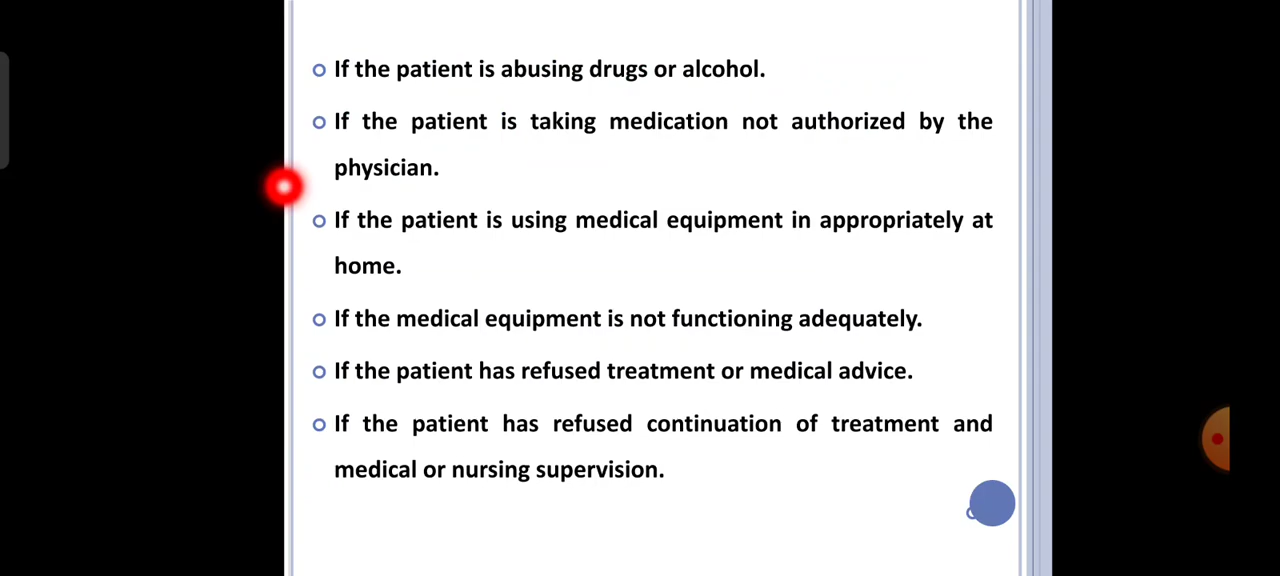 If the patient is abusing drugs or alcohol.
If the patient is taking medication not authorized by the
physician.
If the patient is using medical equipment in appropriately at
home.
If the medical equipment is not functioning adequately.
If the patient has refused treatment or medical advice.
If the patient has refused continuation of treatment and
medical or nursing supervision.